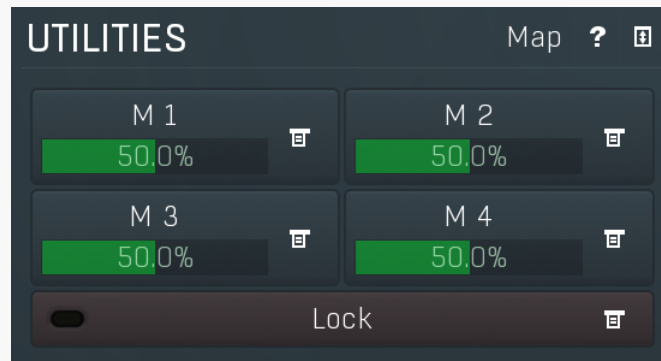 UTILITIES Map ?
M 1 M 2
50.0% 50.0%
M 3 M 4
50.0% 50.0%
Lock